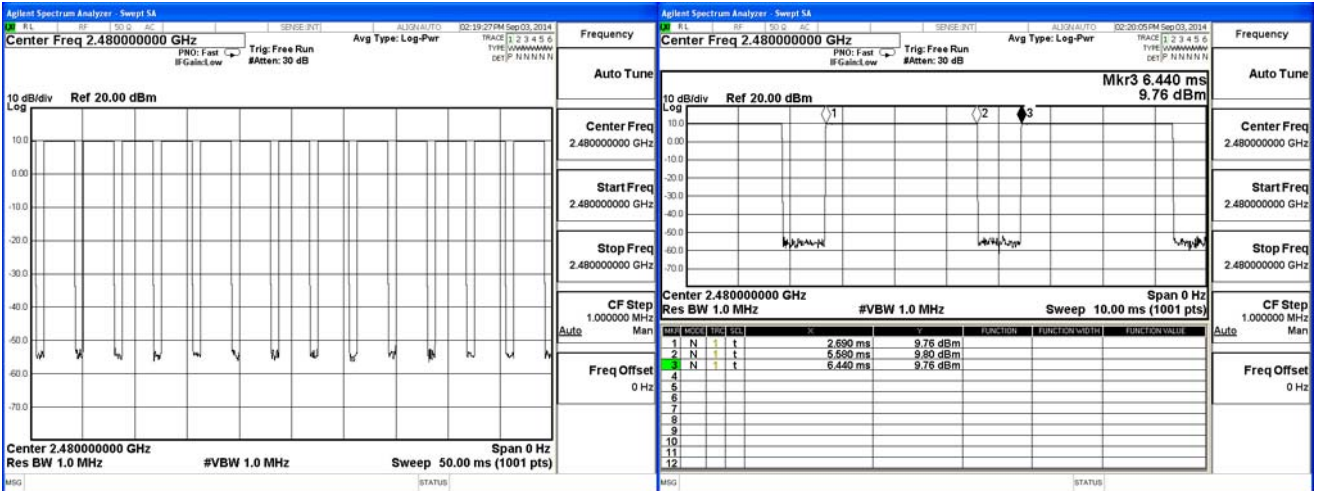 Agilent Spectrum Analyzer - Swept SA
RL RF 50 Ω AC SENSE:INT ALIGNAUTO 02:19:27 PM Sep 03, 2014
Center Freq 2.480000000 GHz Avg Type: Log-Pwr TRACE 1 2 3 4 5 6
PNO: Fast Trig: Free Run TYPE
IFGain:Low #Atten: 30 dB DET P N N N N N
10 dB/div Ref 20.00 dBm
Log
10.0
0.00
-10.0
-20.0
-30.0
-40.0
-50.0
-60.0
-70.0
Center 2.480000000 GHz Span 0 Hz
Res BW 1.0 MHz #VBW 1.0 MHz Sweep 50.00 ms (1001 pts)
MSG STATUS
Frequency
Auto Tune
Center Freq
2.480000000 GHz
Start Freq
2.480000000 GHz
Stop Freq
2.480000000 GHz
CF Step
1.000000 MHz
Auto Man
Freq Offset
0 Hz
Agilent Spectrum Analyzer - Swept SA
RL RF 50 Ω AC SENSE:INT ALIGNAUTO 02:20:05 PM Sep 03, 2014
Center Freq 2.480000000 GHz Avg Type: Log-Pwr TRACE 1 2 3 4 5 6
PNO: Fast Trig: Free Run TYPE
IFGain:Low #Atten: 30 dB DET P N N N N N
Mkr3 6.440 ms
9.76 dBm
10 dB/div Ref 20.00 dBm
Log
1 2 3
10.0
0.00
-10.0
-20.0
-30.0
-40.0
-50.0
-60.0
-70.0
Center 2.480000000 GHz Span 0 Hz
Res BW 1.0 MHz #VBW 1.0 MHz Sweep 10.00 ms (1001 pts)
MKR MODE TRC SCL X Y FUNCTION FUNCTION WIDTH FUNCTION VALUE
1 N 1 t 2.690 ms 9.76 dBm
2 N 1 t 5.580 ms 9.80 dBm
3 N 1 t 6.440 ms 9.76 dBm
4
5
6
7
8
9
10
11
12
MSG STATUS
Frequency
Auto Tune
Center Freq
2.480000000 GHz
Start Freq
2.480000000 GHz
Stop Freq
2.480000000 GHz
CF Step
1.000000 MHz
Auto Man
Freq Offset
0 Hz